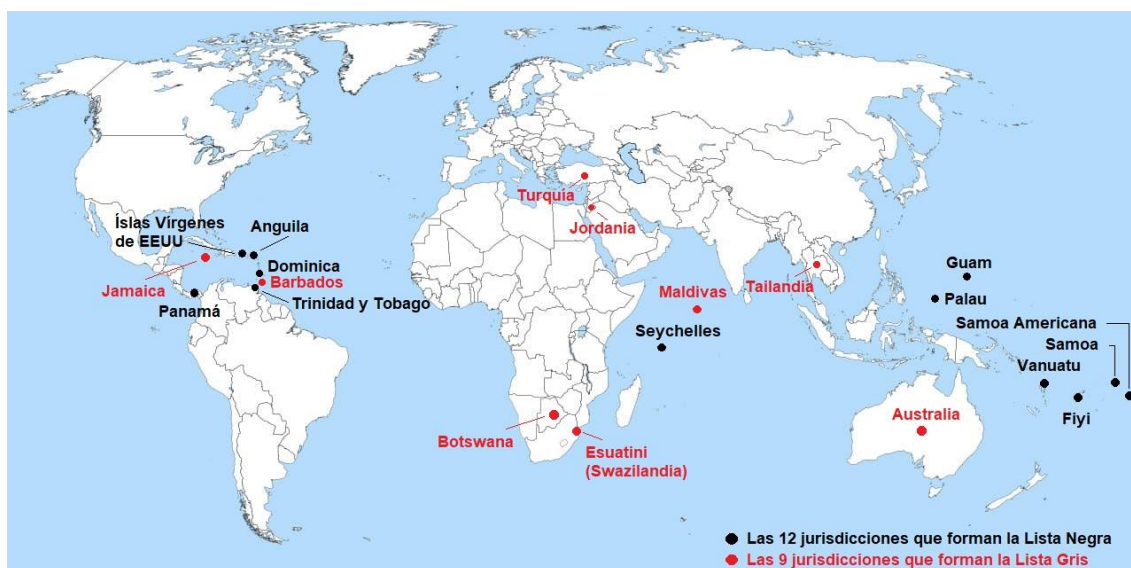 Turquía
Jordania
Íslas Vírgenes
de EEUU
Anguila
Dominica
Barbados
Jamaica
Panamá
Trinidad y Tobago
Maldivas
Tailandia
Guam
Palau
Seychelles
Samoa Americana
Samoa
Vanuatu
Fiyi
Australia
Botswana
Esuatini
(Swazilandia)
Las 12 jurisdicciones que forman la Lista Negra
Las 9 jurisdicciones que forman la Lista Gris